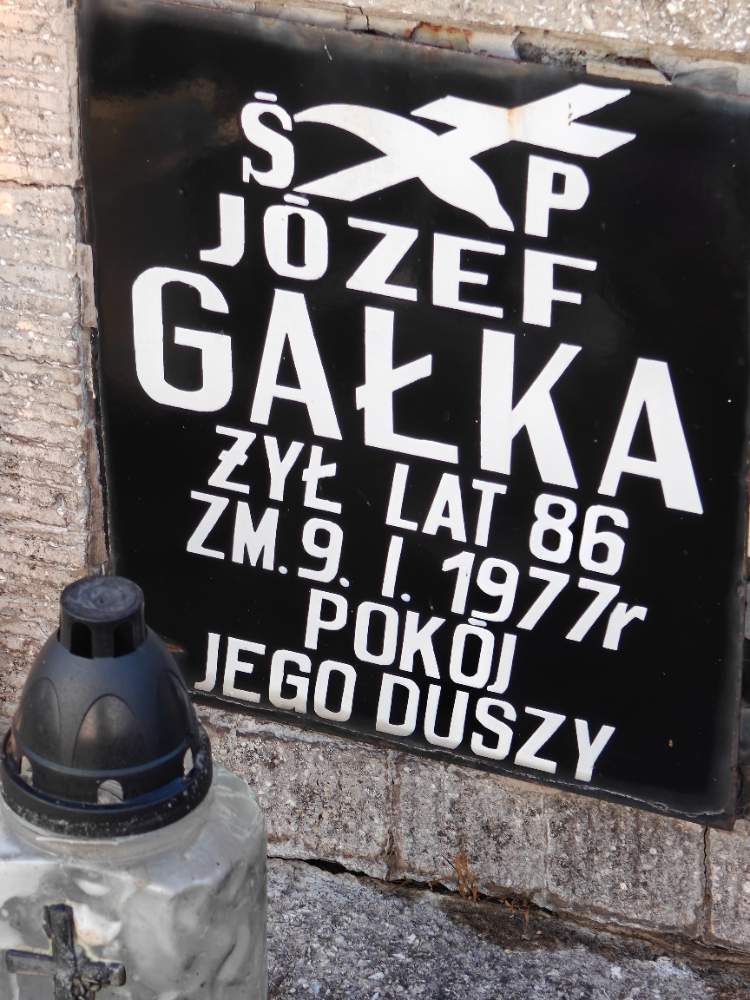 Ś P
JÓZEF
GAŁKA
ŻYŁ LAT 86
ZM. 9. I. 1977r
POKÓJ
JEGO DUSZY